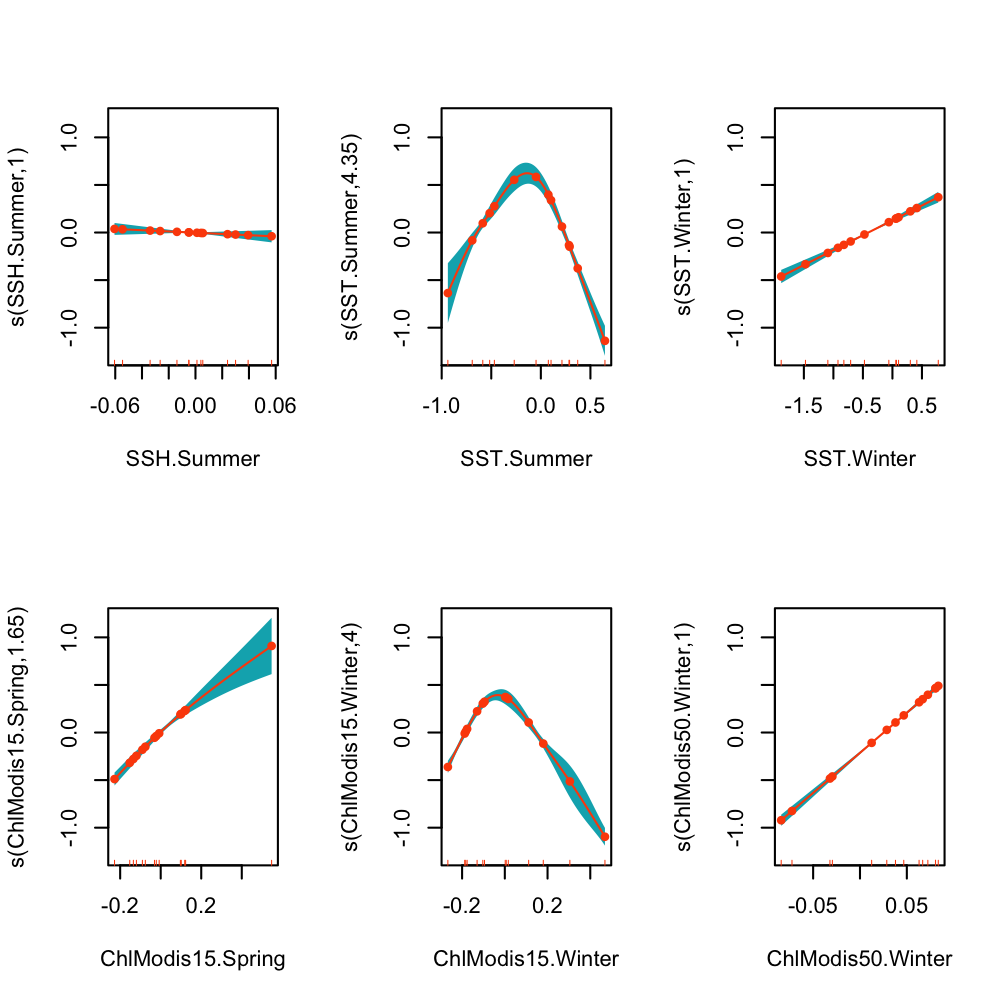 s(SSH.Summer,1)
1.0
0.0
-1.0
-0.06 0.00 0.06
SSH.Summer
s(SST.Summer,4.35)
1.0
0.0
-1.0
-1.0 0.0 0.5
SST.Summer
s(SST.Winter,1)
1.0
0.0
-1.0
-1.5 -0.5 0.5
SST.Winter
s(ChlModis15.Spring,1.65)
1.0
0.0
-1.0
-0.2 0.2
ChlModis15.Spring
s(ChlModis15.Winter,4)
1.0
0.0
-1.0
-0.2 0.2
ChlModis15.Winter
s(ChlModis50.Winter,1)
1.0
0.0
-1.0
-0.05 0.05
ChlModis50.Winter